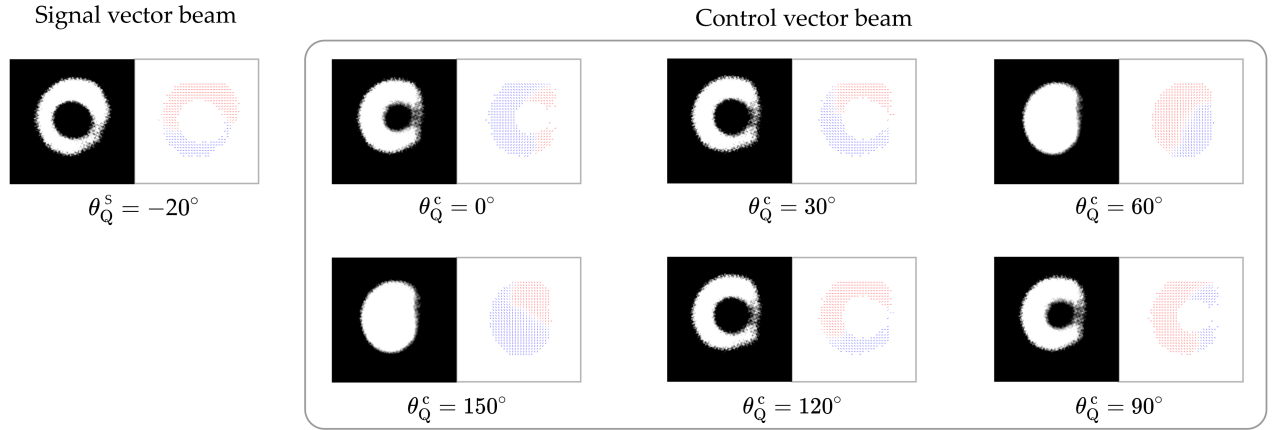 Signal vector beam
Control vector beam
θ_Q^S = −20°
θ_Q^c = 0°
θ_Q^c = 30°
θ_Q^c = 60°
θ_Q^c = 150°
θ_Q^c = 120°
θ_Q^c = 90°